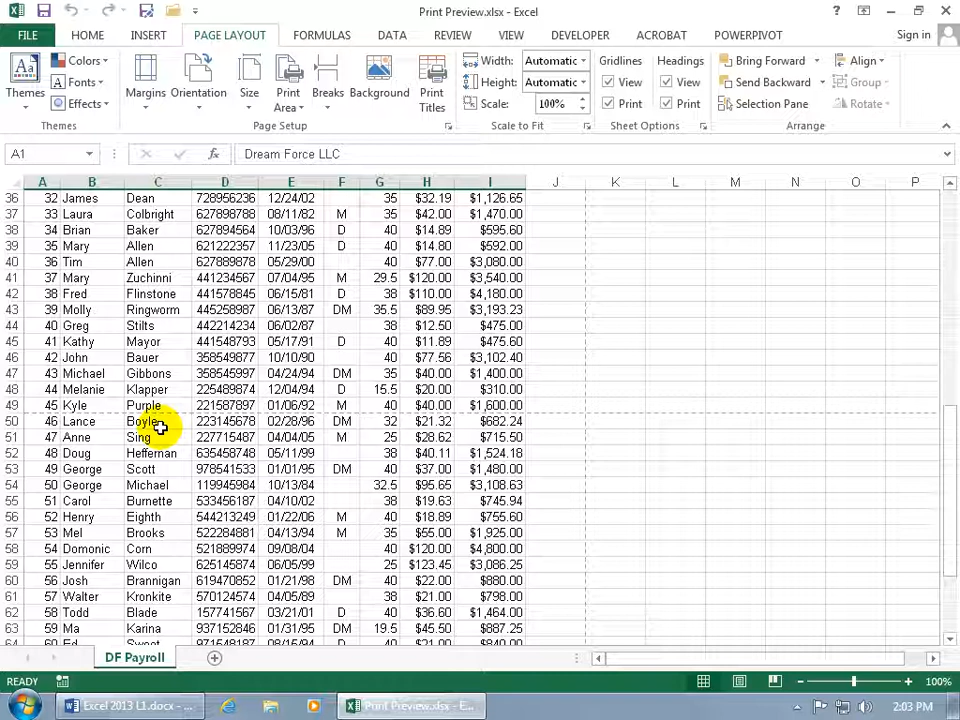 Print Preview.xlsx - Excel
FILE HOME INSERT PAGE LAYOUT FORMULAS DATA REVIEW VIEW DEVELOPER ACROBAT POWERPIVOT Sign in
Themes Colors Fonts Effects Themes
Margins Orientation Size Print Area Breaks Background Print Titles Page Setup
Width: Automatic Height: Automatic Scale: 100% Scale to Fit
Gridlines View Print Headings View Print Sheet Options
Bring Forward Send Backward Selection Pane Align Group Rotate Arrange
A1 fx Dream Force LLC
A B C D E F G H I J K L M N O P
36 32 James Dean 728956236 12/24/02 35 $32.19 $1,126.65
37 33 Laura Colbright 627898788 08/11/82 M 35 $42.00 $1,470.00
38 34 Brian Baker 627894564 10/03/96 D 40 $14.89 $595.60
39 35 Mary Allen 621222357 11/23/05 D 40 $14.80 $592.00
40 36 Tim Allen 627889878 05/29/00 40 $77.00 $3,080.00
41 37 Mary Zuchinni 441234567 07/04/95 M 29.5 $120.00 $3,540.00
42 38 Fred Flinstone 441578845 06/15/81 D 38 $110.00 $4,180.00
43 39 Molly Ringworm 445258987 06/13/87 DM 35.5 $89.95 $3,193.23
44 40 Greg Stilts 442214234 06/02/87 38 $12.50 $475.00
45 41 Kathy Mayor 441548793 05/17/91 D 40 $11.89 $475.60
46 42 John Bauer 358549877 10/10/90 40 $77.56 $3,102.40
47 43 Michael Gibbons 358545997 04/24/94 DM 35 $40.00 $1,400.00
48 44 Melanie Klapper 225489874 12/04/94 D 15.5 $20.00 $310.00
49 45 Kyle Purple 221587897 01/06/92 M 40 $40.00 $1,600.00
50 46 Lance Boyle 223145678 02/28/96 DM 32 $21.32 $682.24
51 47 Anne Sing 227715487 04/04/05 M 25 $28.62 $715.50
52 48 Doug Heffernan 635458748 05/11/99 38 $40.11 $1,524.18
53 49 George Scott 978541533 01/01/95 DM 40 $37.00 $1,480.00
54 50 George Michael 119945984 10/13/84 32.5 $95.65 $3,108.63
55 51 Carol Burnette 533456187 04/10/02 38 $19.63 $745.94
56 52 Henry Eighth 544213249 01/22/06 M 40 $18.89 $755.60
57 53 Mel Brooks 522284881 04/13/94 M 35 $55.00 $1,925.00
58 54 Domonic Corn 521889974 09/08/04 40 $120.00 $4,800.00
59 55 Jennifer Wilco 625145874 06/05/99 25 $123.45 $3,086.25
60 56 Josh Brannigan 619470852 01/21/98 DM 40 $22.00 $880.00
61 57 Walter Kronkite 570124574 04/05/89 38 $21.00 $798.00
62 58 Todd Blade 157741567 03/21/01 D 40 $36.60 $1,464.00
63 59 Ma Karina 937152846 01/31/95 DM 19.5 $45.50 $887.25
64 60 Ed Sweet 971548187 08/15/94 D 40 $21.00 $840.00
DF Payroll
READY 100%
Excel 2013 L1.docx - ... Print Preview.xlsx - E... 2:03 PM